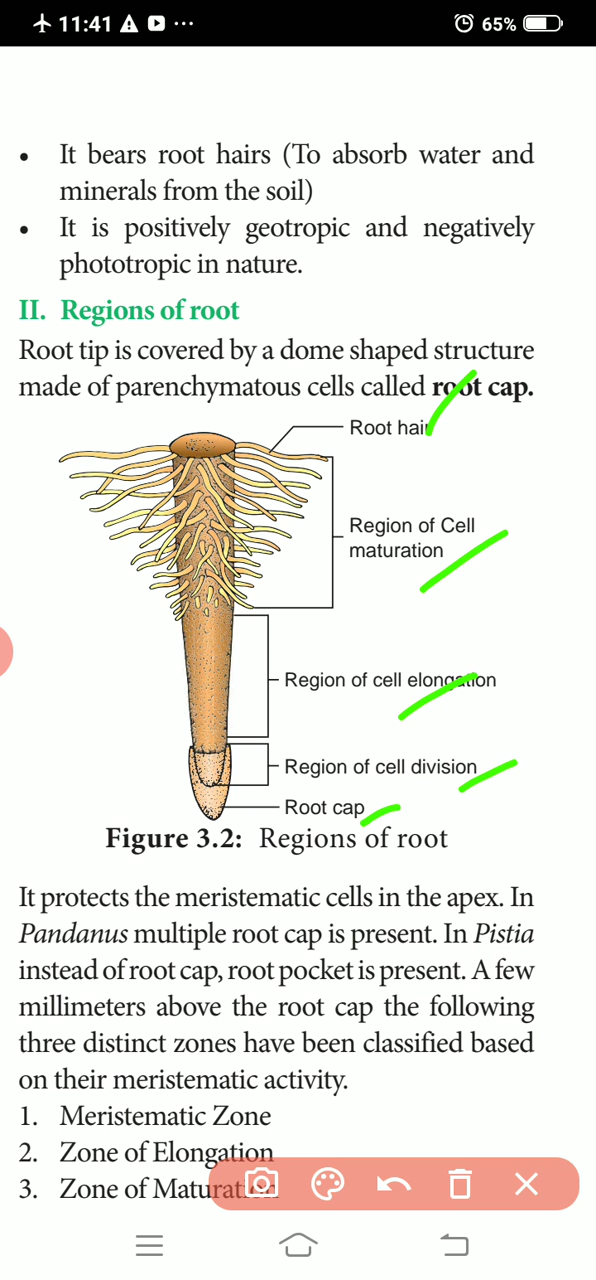 11:41
65%
• It bears root hairs (To absorb water and
minerals from the soil)
• It is positively geotropic and negatively
phototropic in nature.
II. Regions of root
Root tip is covered by a dome shaped structure
made of parenchymatous cells called root cap.
Root hair
Region of Cell
maturation
Region of cell elongation
Region of cell division
Root cap
Figure 3.2: Regions of root
It protects the meristematic cells in the apex. In
Pandanus multiple root cap is present. In Pistia
instead of root cap, root pocket is present. A few
millimeters above the root cap the following
three distinct zones have been classified based
on their meristematic activity.
1. Meristematic Zone
2. Zone of Elongation
3. Zone of Maturation